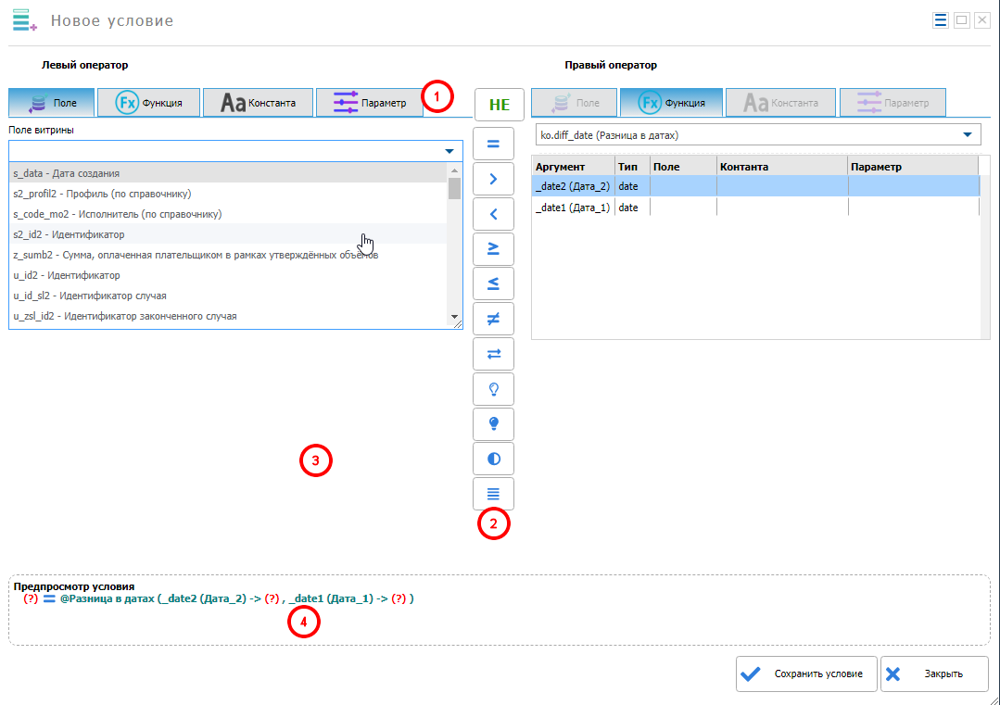 Новое условие
Левый оператор
Правый оператор
Поле
Fx Функция
Aa Константа
Параметр
1
НЕ
Поле
Fx Функция
Aa Константа
Параметр
Поле витрины
s_data - Дата создания
s2_profil2 - Профиль (по справочнику)
s_code_mo2 - Исполнитель (по справочнику)
s2_id2 - Идентификатор
z_sumb2 - Сумма, оплаченная плательщиком в рамках утверждённых объёмов
u_id2 - Идентификатор
u_id_sl2 - Идентификатор случая
u_zsl_id2 - Идентификатор законченного случая
=
>
<
≥
≤
≠
ko.diff_date (Разница в датах)
Аргумент Тип Поле Контанта Параметр
_date2 (Дата_2) date
_date1 (Дата_1) date
3
2
Предпросмотр условия
(?) = @Разница в датах (_date2 (Дата_2) -> (?) , _date1 (Дата_1) -> (?) )
4
Сохранить условие
Закрыть